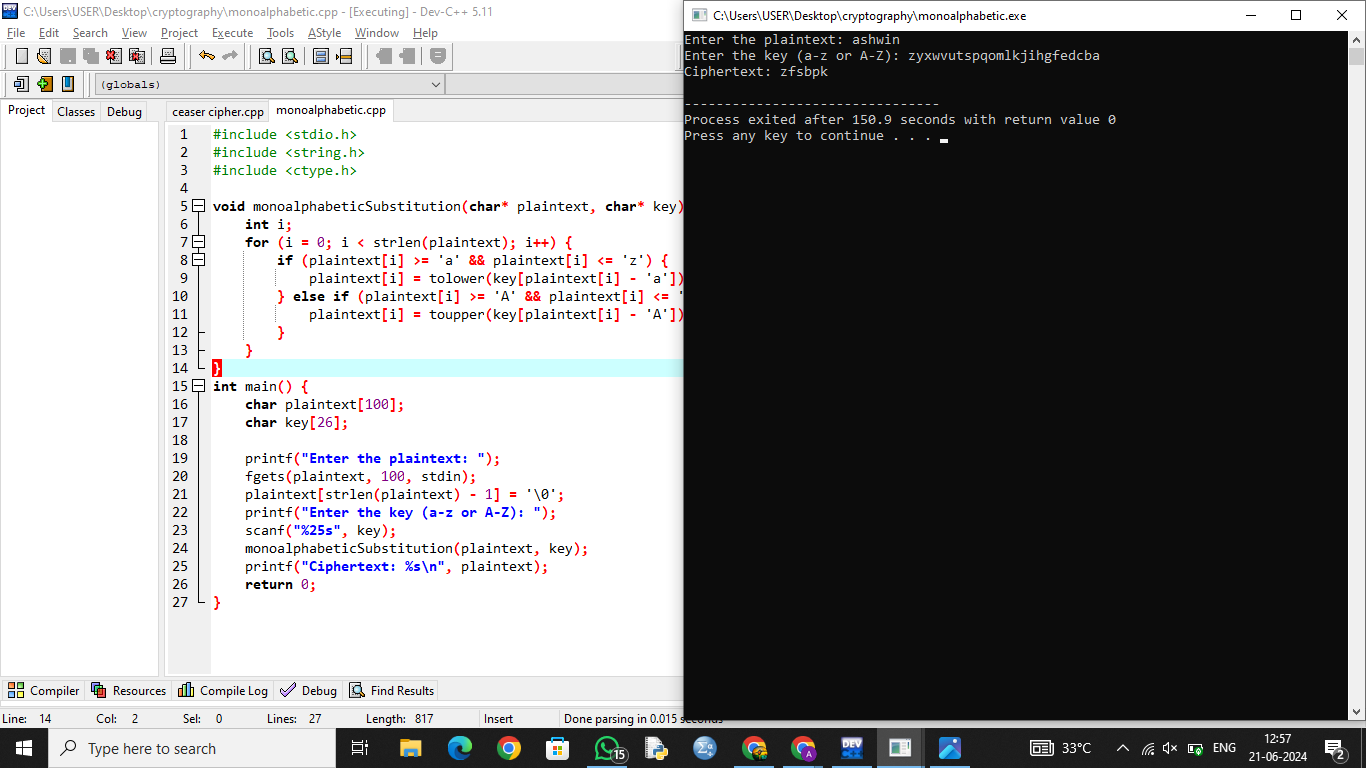 C:\Users\USER\Desktop\cryptography\monoalphabetic.cpp - [Executing] - Dev-C++ 5.11
File Edit Search View Project Execute Tools AStyle Window Help
(globals)
Project Classes Debug
ceaser cipher.cpp monoalphabetic.cpp
1 #include <stdio.h>
2 #include <string.h>
3 #include <ctype.h>
4
5 void monoalphabeticSubstitution(char* plaintext, char* key)
6 int i;
7 for (i = 0; i < strlen(plaintext); i++) {
8 if (plaintext[i] >= 'a' && plaintext[i] <= 'z') {
9 plaintext[i] = tolower(key[plaintext[i] - 'a'])
10 } else if (plaintext[i] >= 'A' && plaintext[i] <= '
11 plaintext[i] = toupper(key[plaintext[i] - 'A'])
12 }
13 }
14 }
15 int main() {
16 char plaintext[100];
17 char key[26];
18
19 printf("Enter the plaintext: ");
20 fgets(plaintext, 100, stdin);
21 plaintext[strlen(plaintext) - 1] = '\0';
22 printf("Enter the key (a-z or A-Z): ");
23 scanf("%25s", key);
24 monoalphabeticSubstitution(plaintext, key);
25 printf("Ciphertext: %s\n", plaintext);
26 return 0;
27 }
Compiler Resources Compile Log Debug Find Results
Line: 14 Col: 2 Sel: 0 Lines: 27 Length: 817 Insert Done parsing in 0.015 seconds
C:\Users\USER\Desktop\cryptography\monoalphabetic.exe
Enter the plaintext: ashwin
Enter the key (a-z or A-Z): zyxwvutspqomlkjihgfedcba
Ciphertext: zfsbpk
--------------------------------
Process exited after 150.9 seconds with return value 0
Press any key to continue . . .
Type here to search
15
A
DEV
33°C
ENG
12:57
21-06-2024
2